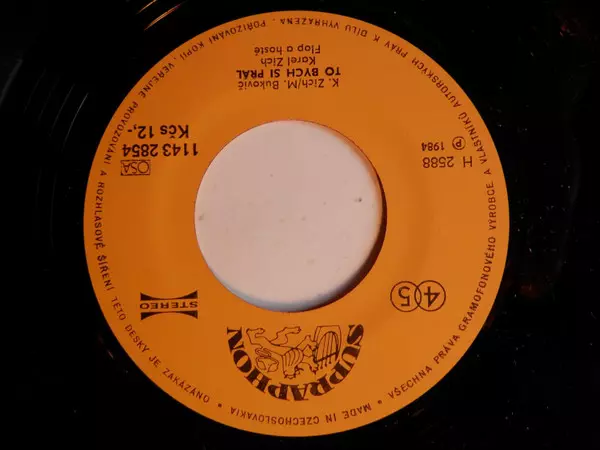 SUPRAPHON
STEREO
45
OSA
1143 2854
Kčs 12,-
H 2588
Ⓟ 1984
K. Zich/M. Bukovič
TO BYCH SI PŘÁL
Karel Zich
Flop a hosté
MADE IN CZECHOSLOVAKIA • VŠECHNA PRÁVA GRAMOFONOVÉHO VÝROBCE A VLASTNÍKŮ AUTORSKÝCH PRÁV K DÍLU VYHRAZENA. POŘIZOVÁNÍ KOPIÍ, VEŘEJNÉ PROVOZOVÁNÍ A ROZHLASOVÉ ŠÍŘENÍ TÉTO DESKY JE ZAKÁZÁNO •